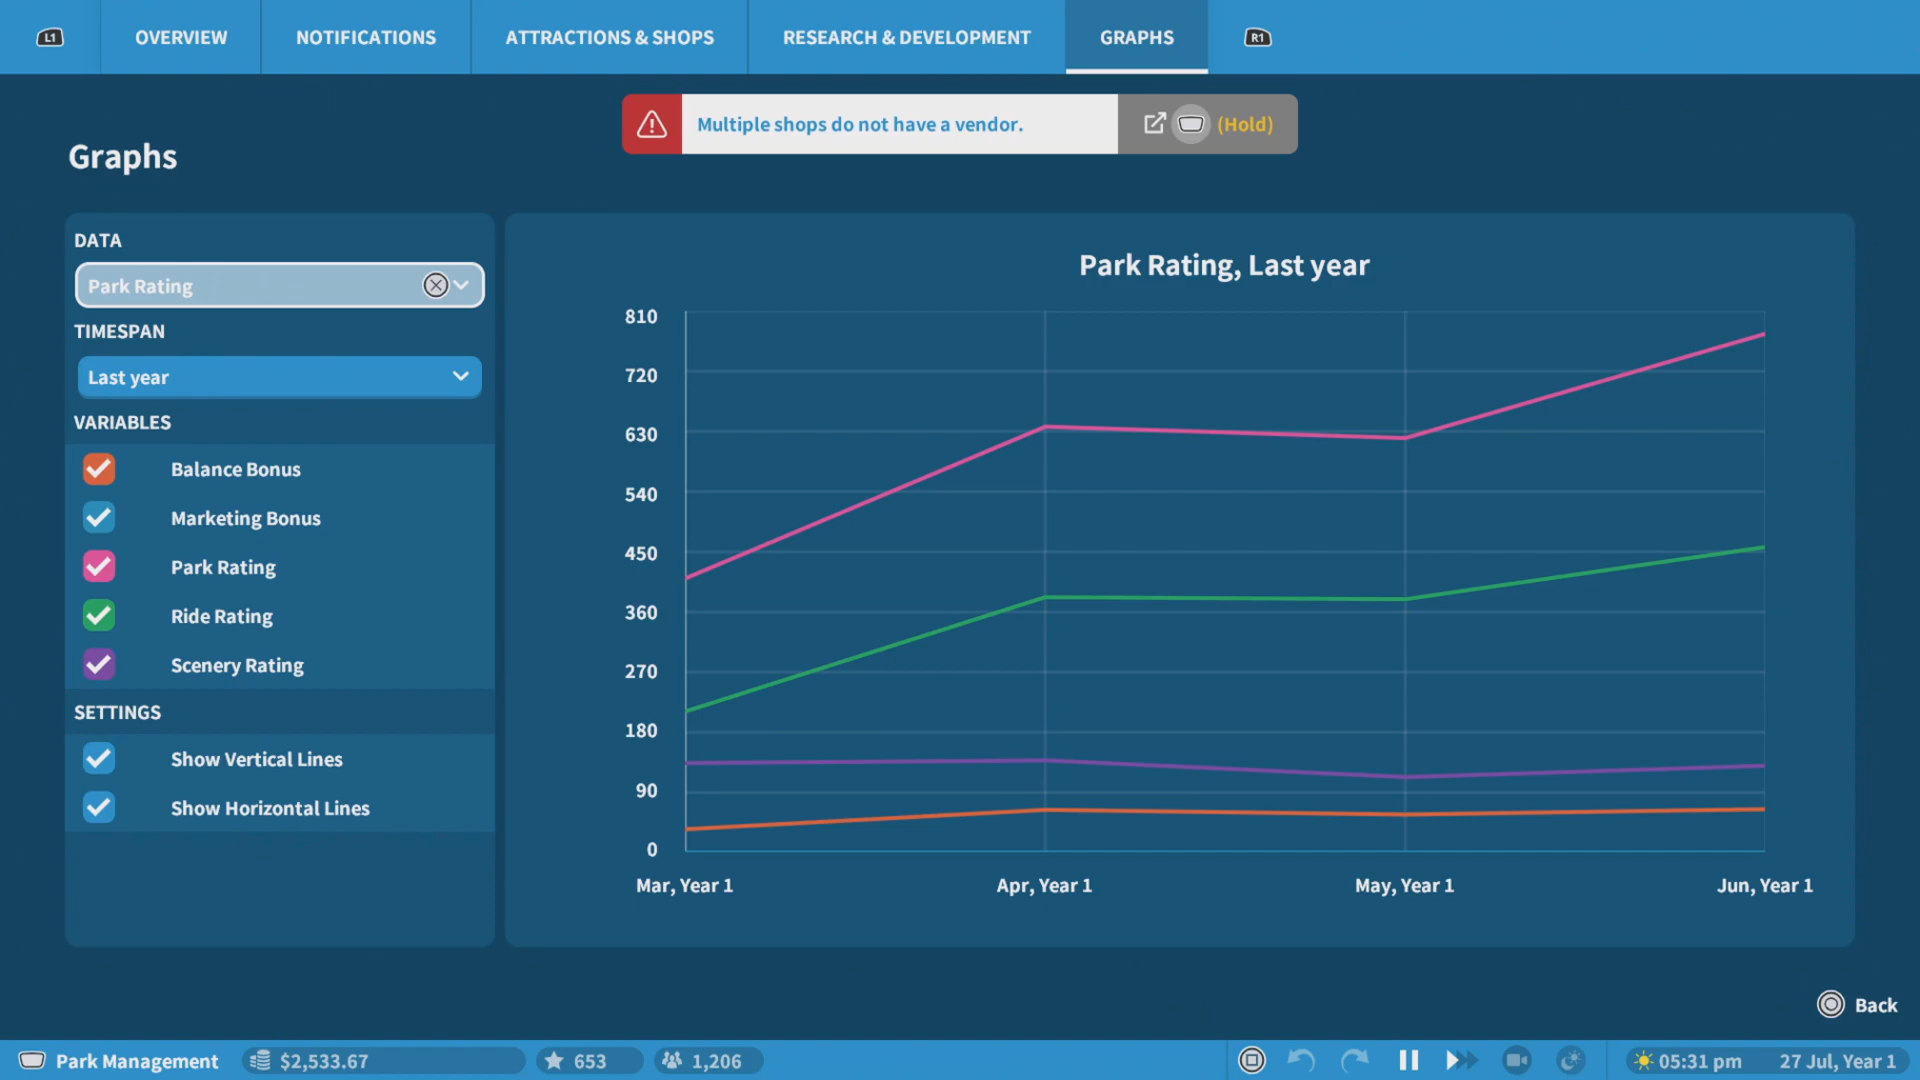 L1 OVERVIEW NOTIFICATIONS ATTRACTIONS & SHOPS RESEARCH & DEVELOPMENT GRAPHS R1
Multiple shops do not have a vendor. (Hold)
Graphs
DATA
Park Rating
TIMESPAN
Last year
VARIABLES
Balance Bonus
Marketing Bonus
Park Rating
Ride Rating
Scenery Rating
SETTINGS
Show Vertical Lines
Show Horizontal Lines
Park Rating, Last year
810
720
630
540
450
360
270
180
90
0
Mar, Year 1 Apr, Year 1 May, Year 1 Jun, Year 1
Back
Park Management $2,533.67 653 1,206 05:31 pm 27 Jul, Year 1